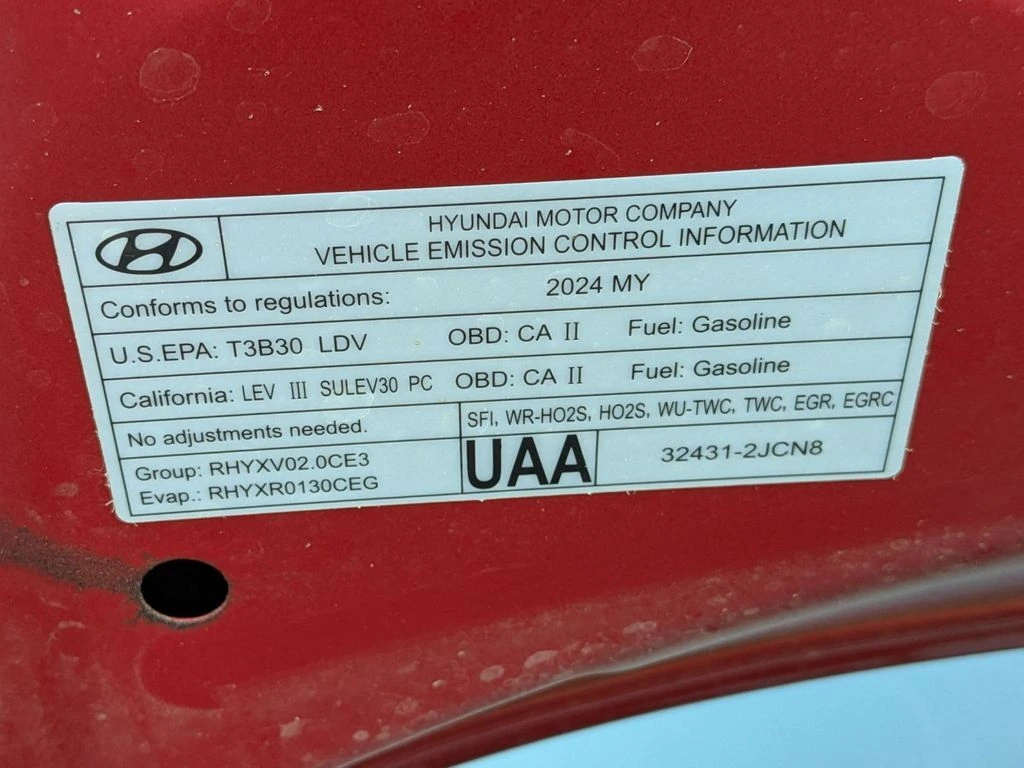 HYUNDAI MOTOR COMPANY
VEHICLE EMISSION CONTROL INFORMATION
Conforms to regulations: 2024 MY
U.S.EPA: T3B30 LDV OBD: CA II Fuel: Gasoline
California: LEV III SULEV30 PC OBD: CA II Fuel: Gasoline
No adjustments needed. SFI, WR-HO2S, HO2S, WU-TWC, TWC, EGR, EGRC
Group: RHYXV02.0CE3
Evap.: RHYXR0130CEG
UAA 32431-2JCN8